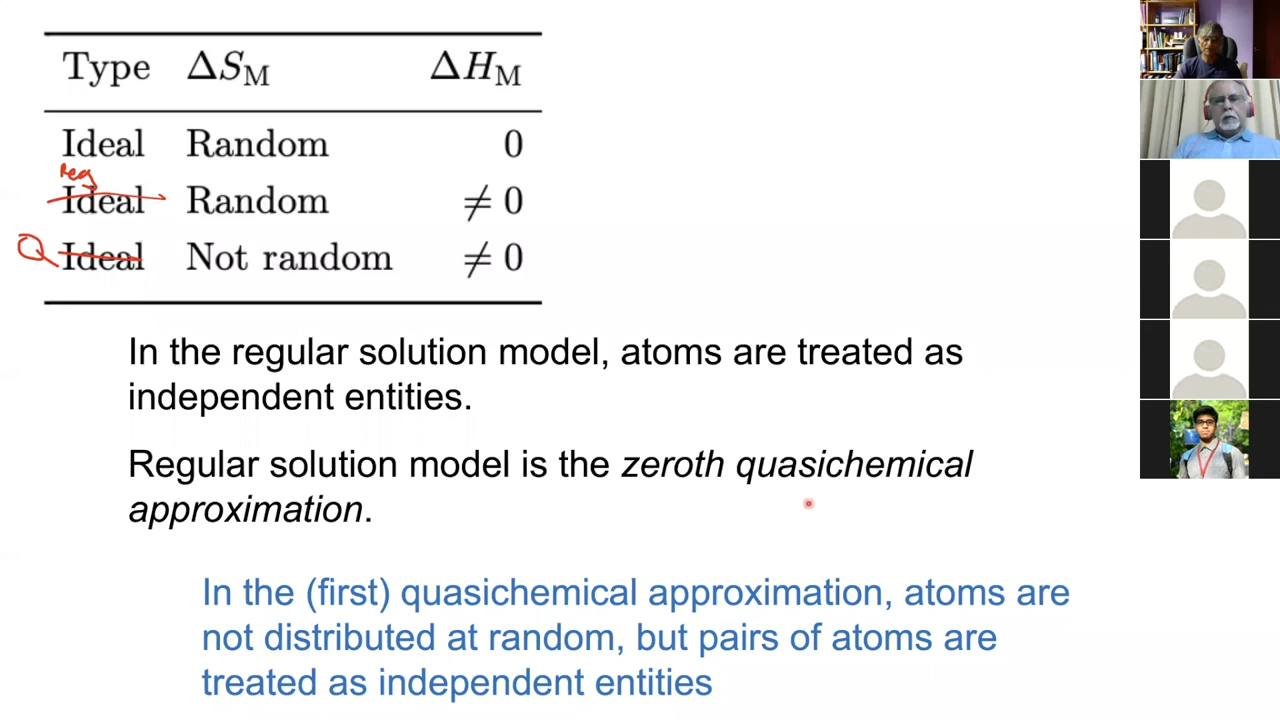 Type ΔS_M ΔH_M
Ideal Random 0
Reg
Ideal Random ≠ 0
Q Ideal Not random ≠ 0
In the regular solution model, atoms are treated as
independent entities.
Regular solution model is the zeroth quasichemical
approximation.
In the (first) quasichemical approximation, atoms are
not distributed at random, but pairs of atoms are
treated as independent entities